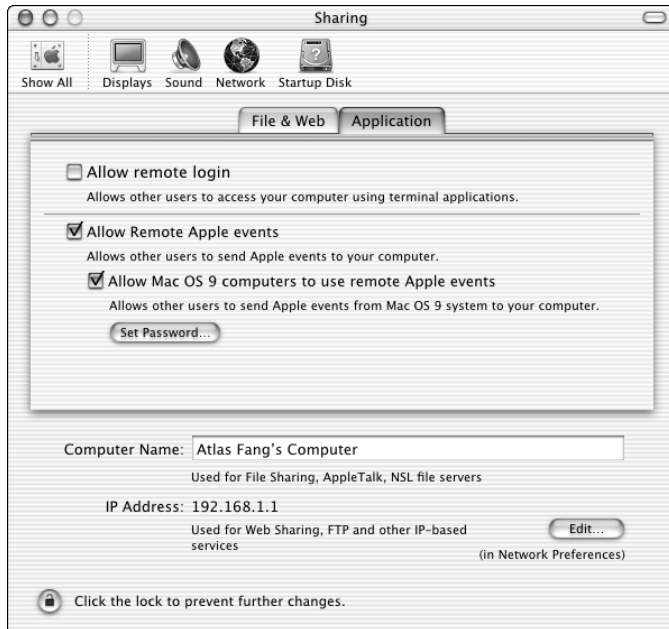 Sharing
Show All Displays Sound Network Startup Disk
File & Web Application
Allow remote login
Allows other users to access your computer using terminal applications.
Allow Remote Apple events
Allows other users to send Apple events to your computer.
Allow Mac OS 9 computers to use remote Apple events
Allows other users to send Apple events from Mac OS 9 system to your computer.
Set Password...
Computer Name: Atlas Fang's Computer
Used for File Sharing, AppleTalk, NSL file servers
IP Address: 192.168.1.1
Used for Web Sharing, FTP and other IP-based
services
Edit...
(in Network Preferences)
Click the lock to prevent further changes.